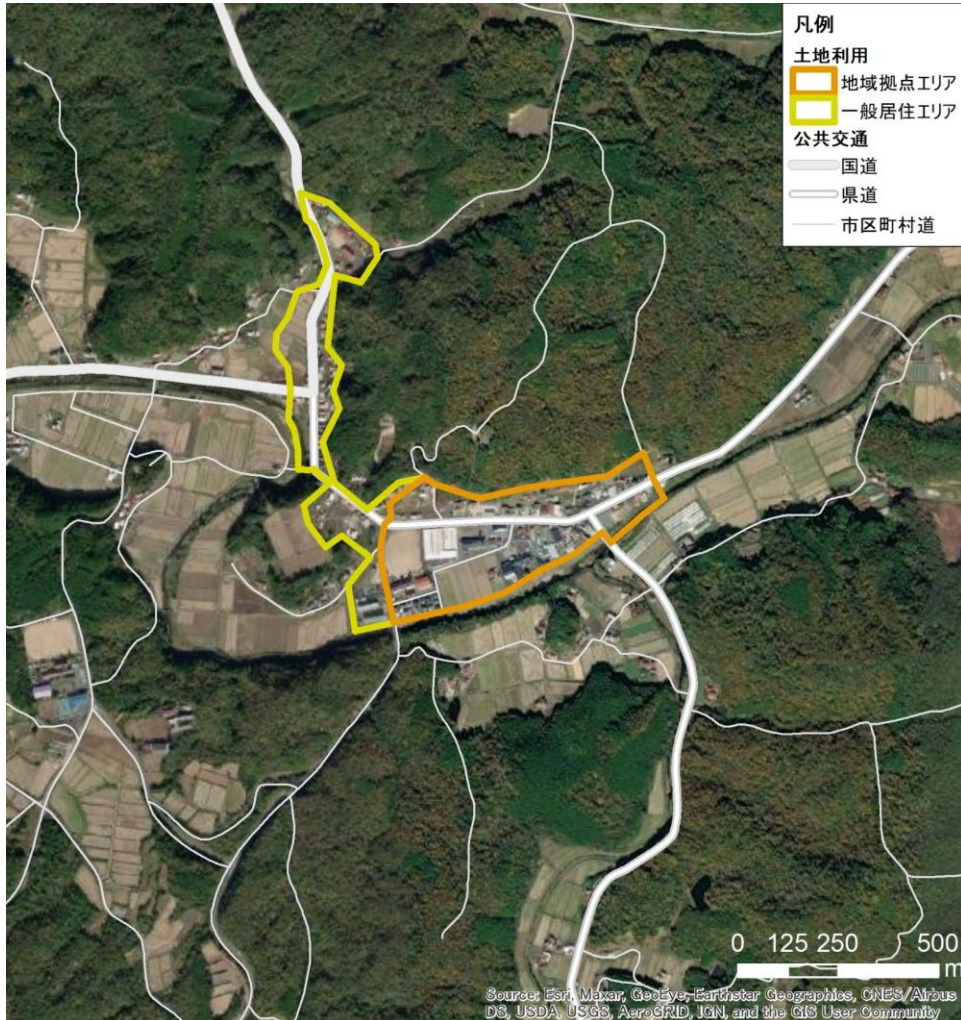 凡例
土地利用
地域拠点エリア
一般居住エリア
公共交通
国道
県道
市区町村道
0 125 250 500
m
Source: Esri, Maxar, GeoEye, Earthstar Geographics, CNES/Airbus
DS, USDA, USGS, AeroGRID, IGN, and the GIS User Community